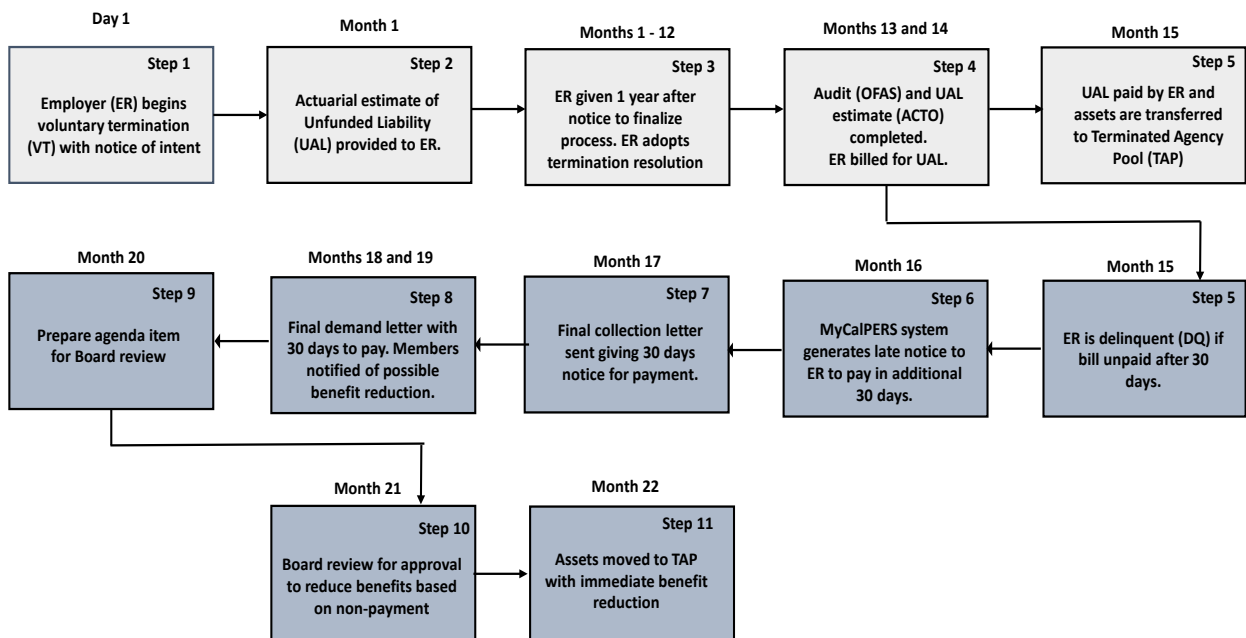 Day 1
Step 1
Employer (ER) begins
voluntary termination
(VT) with notice of intent
Month 1
Step 2
Actuarial estimate of
Unfunded Liability
(UAL) provided to ER.
Months 1 - 12
Step 3
ER given 1 year after
notice to finalize
process. ER adopts
termination resolution
Months 13 and 14
Step 4
Audit (OFAS) and UAL
estimate (ACTO)
completed.
ER billed for UAL.
Month 15
Step 5
UAL paid by ER and
assets are transferred
to Terminated Agency
Pool (TAP)
Month 15
Step 5
ER is delinquent (DQ) if
bill unpaid after 30
days.
Month 16
Step 6
MyCalPERS system
generates late notice to
ER to pay in additional
30 days.
Month 17
Step 7
Final collection letter
sent giving 30 days
notice for payment.
Months 18 and 19
Step 8
Final demand letter with
30 days to pay. Members
notified of possible
benefit reduction.
Month 20
Step 9
Prepare agenda item
for Board review
Month 21
Step 10
Board review for approval
to reduce benefits based
on non-payment
Month 22
Step 11
Assets moved to TAP
with immediate benefit
reduction